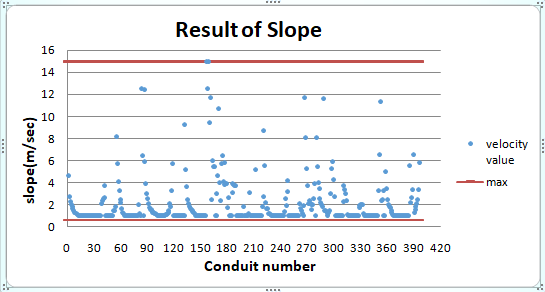 Result of Slope
slope(m/sec)
16
14
12
10
8
6
4
2
0
0 30 60 90 120 150 180 210 240 270 300 330 360 390 420
Conduit number
velocity
value
max